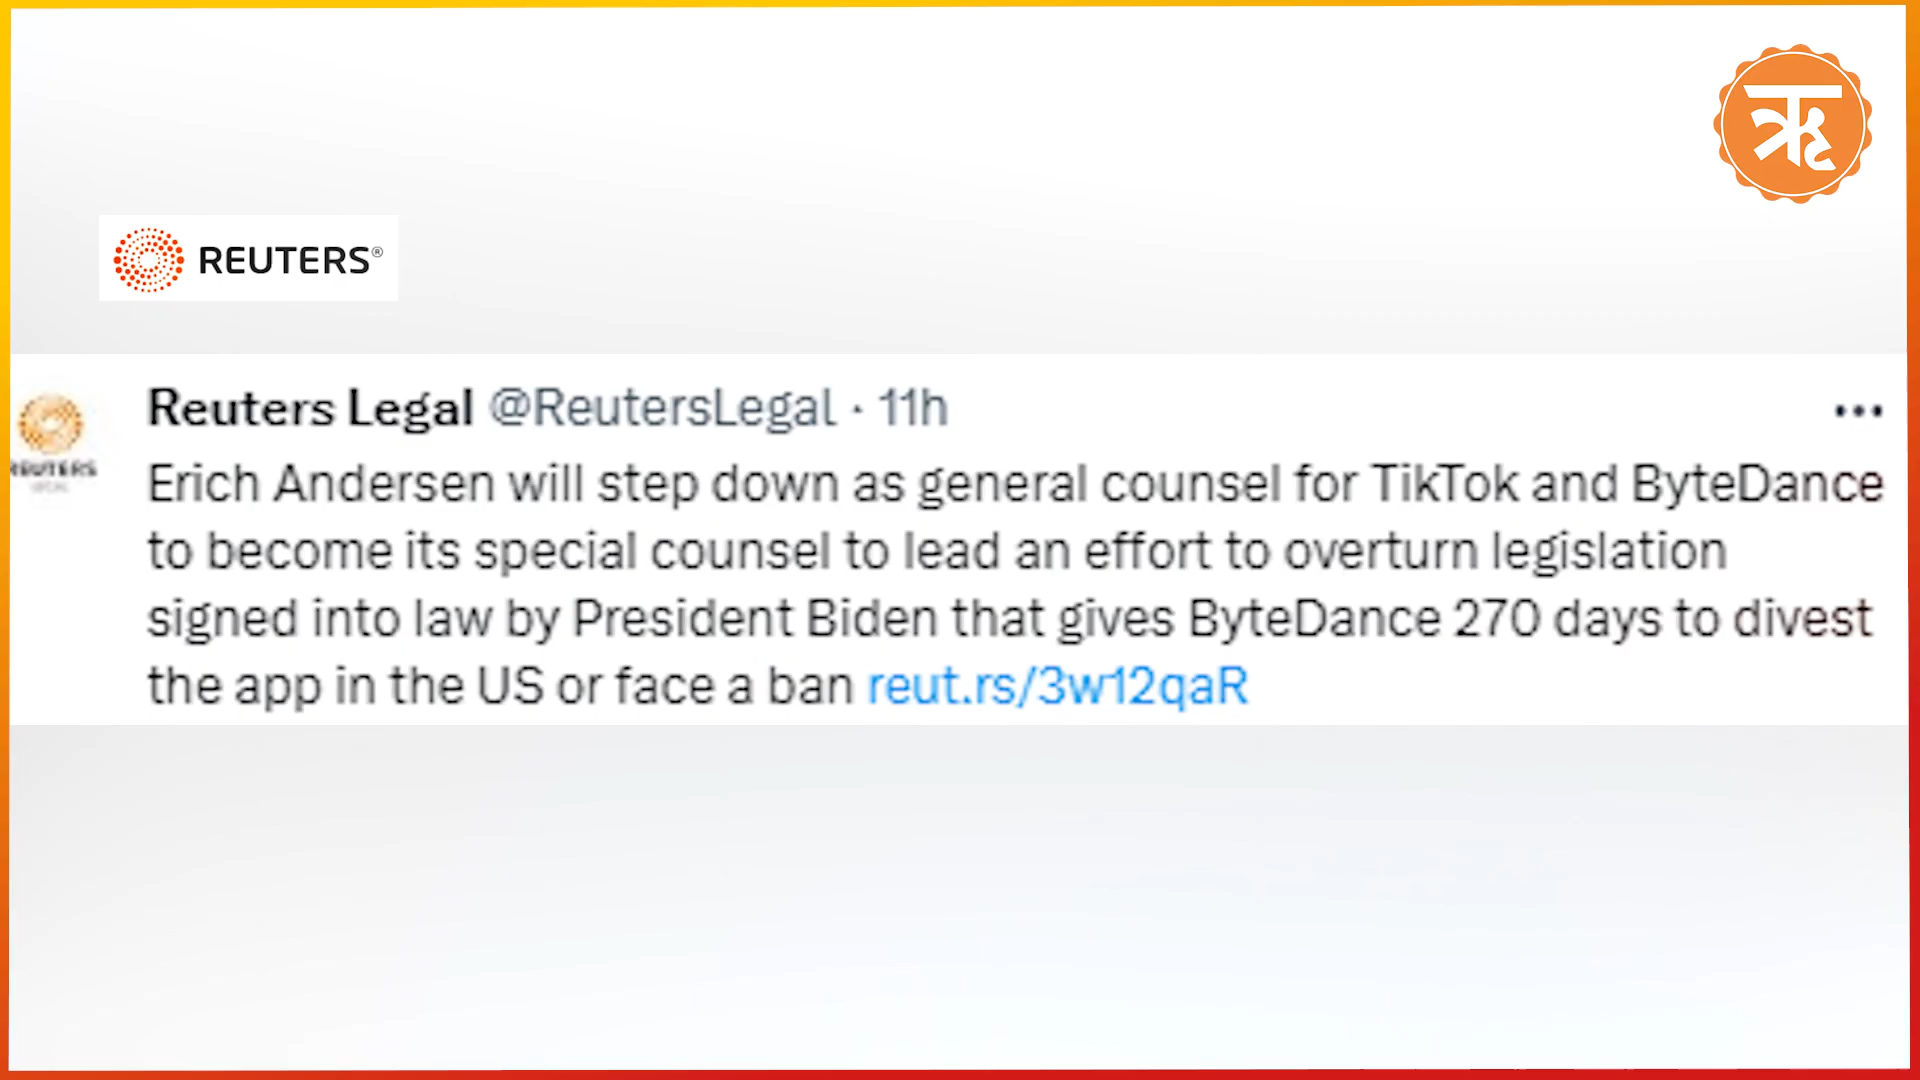 ऋ
REUTERS®
Reuters Legal @ReutersLegal · 11h
REUTERS
Erich Andersen will step down as general counsel for TikTok and ByteDance
to become its special counsel to lead an effort to overturn legislation
signed into law by President Biden that gives ByteDance 270 days to divest
the app in the US or face a ban reut.rs/3w12qaR